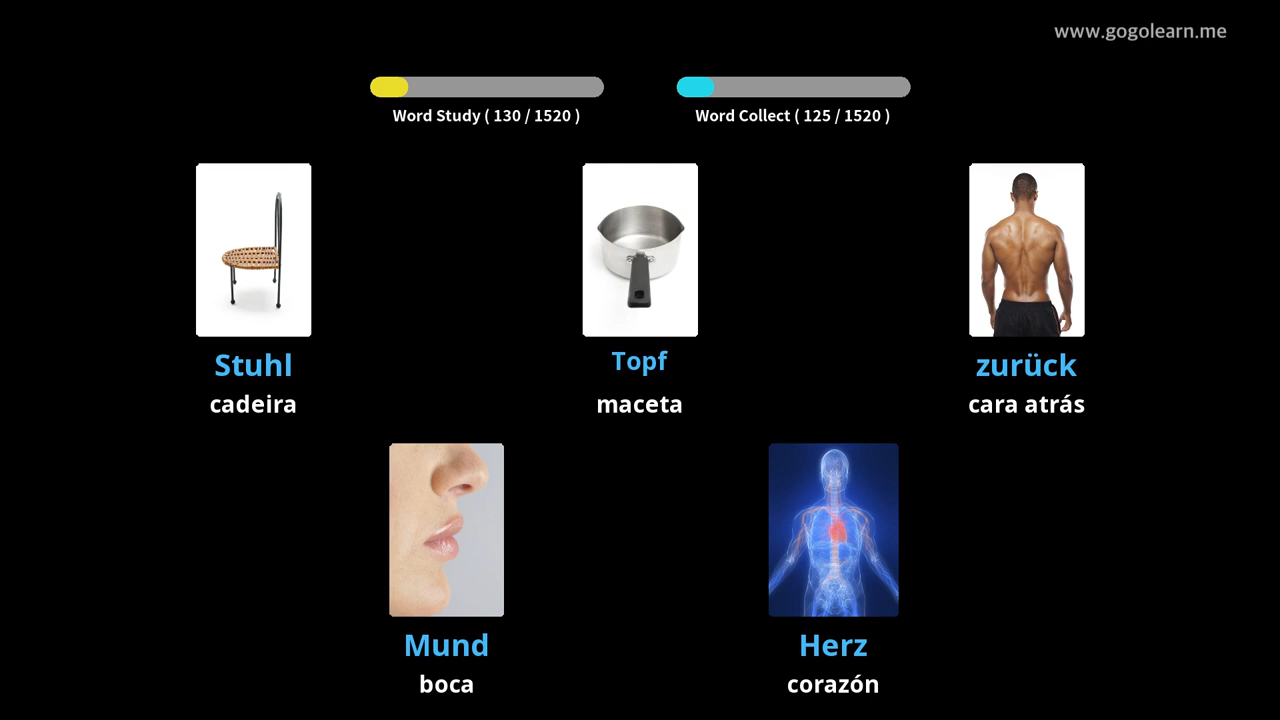 www.gogolearn.me
Word Study ( 130 / 1520 )
Word Collect ( 125 / 1520 )
Stuhl
cadeira
Topf
maceta
zurück
cara atrás
Mund
boca
Herz
corazón